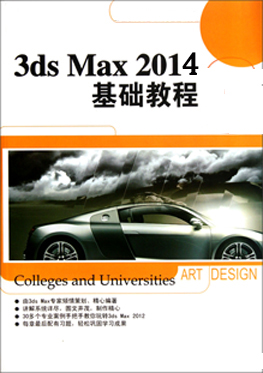 3ds Max 2014
基础教程
Colleges and Universities
ART DESIGN
由3ds Max专家倾情策划、精心编著
讲解系统详尽、图文并茂、制作精心
30多个专业案例手把手教你玩转3ds Max 2012
每章最后配有习题，轻松巩固学习成果